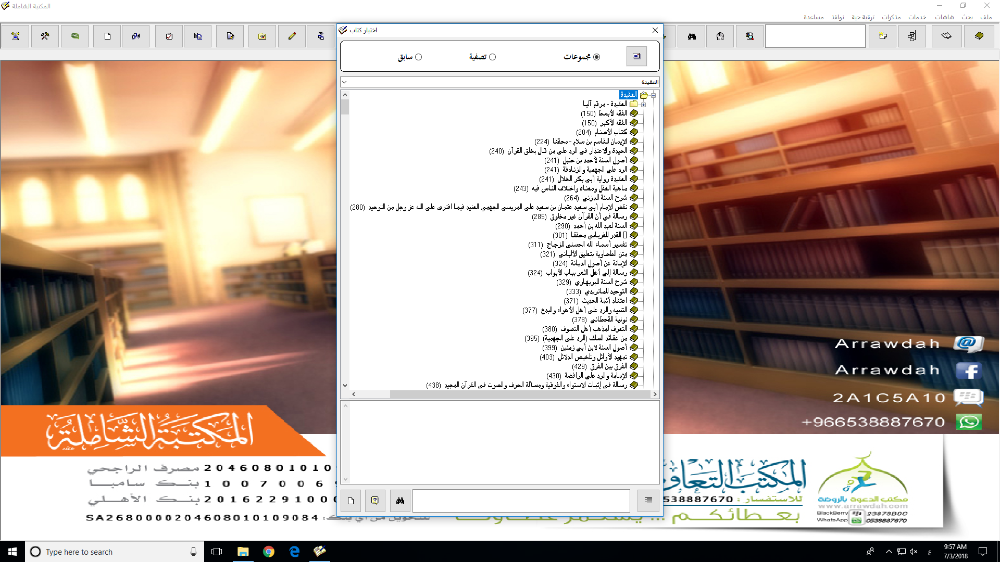 المكتبة الشاملة
ملف بحث شاشات خدمات مذكرات ترقية حية نوافذ مساعدة
اختيار كتاب
مجموعات تصفية سابق
العقيدة
العقيدة
العقيدة - مرقم آليا
الفقه الأبسط (150)
الفقه الأكبر (150)
كتاب الأصنام (204)
الإيمان للقاسم بن سلام - محققا (224)
الحيدة والاعتذار في الرد على من قال بخلق القرآن (240)
أصول السنة لأحمد بن حنبل (241)
الرد على الجهمية والزنادقة (241)
العقيدة رواية أبي بكر الخلال (241)
ماهية العقل ومعناه واختلاف الناس فيه (243)
شرح السنة للمزني (264)
نقض الإمام أبي سعيد عثمان بن سعيد على المريسي الجهمي العنيد فيما افترى على الله عز وجل من التوحيد (280)
رسالة في أن القرآن غير مخلوق (285)
السنة لعبد الله بن أحمد (290)
القدر للفريابي محققا (301)
تفسير أسماء الله الحسنى للزجاج (311)
متن الطحاوية بتعليق الألباني (321)
الإبانة عن أصول الديانة (324)
رسالة إلى أهل الثغر بباب الأبواب (324)
شرح السنة للبربهاري (329)
التوحيد للماتريدي (333)
اعتقاد أئمة الحديث (371)
التنبيه والرد على أهل الأهواء والبدع (377)
نونية القحطاني (378)
التعرف لمذهب أهل التصوف (380)
من عقائد السلف (الرد على الجهمية) (395)
أصول السنة لابن أبي زمنين (399)
تمهيد الأوائل وتلخيص الدلائل (403)
الفرق بين الفرق (429)
الإمامة والرد على الرافضة (430)
رسالة في إثبات الاستواء والفوقية ومسألة الحرف والصوت في القرآن المجيد (438)
Arrawdah
Arrawdah
2A1C5A10
+966538887670
المكتبة الشاملة
مصرف الراجحي 20460801010
بنك سامبا 1007006
بنك الأهلي 20162291000
للتحويل من أي بنك: SA2680000204608010109084
المكتب التعاو
للاستفسار : 538887670
بعطائكم ... يستمر عطاؤنا
مكتب الدعوة بالروضة
www.arrawdah.com
BlackBerry 23B7BB0C
WhatsApp 0538887670
Type here to search
ع
9:57 AM
7/3/2018